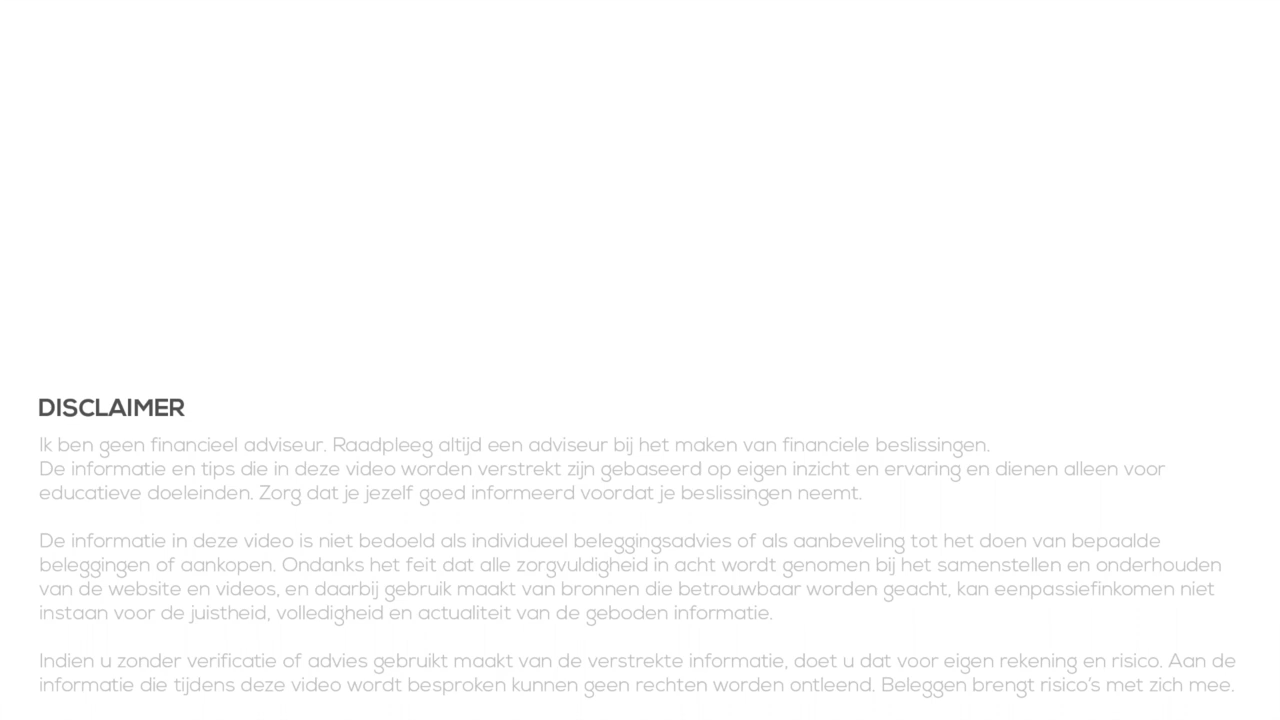 DISCLAIMER
Ik ben geen financieel adviseur. Raadpleeg altijd een adviseur bij het maken van financiele beslissingen.
De informatie en tips die in deze video worden verstrekt zijn gebaseerd op eigen inzicht en ervaring en dienen alleen voor
educatieve doeleinden. Zorg dat je jezelf goed informeerd voordat je beslissingen neemt.
De informatie in deze video is niet bedoeld als individueel beleggingsadvies of als aanbeveling tot het doen van bepaalde
beleggingen of aankopen. Ondanks het feit dat alle zorgvuldigheid in acht wordt genomen bij het samenstellen en onderhouden
van de website en videos, en daarbij gebruik maakt van bronnen die betrouwbaar worden geacht, kan eenpassiefinkomen niet
instaan voor de juistheid, volledigheid en actualiteit van de geboden informatie.
Indien u zonder verificatie of advies gebruikt maakt van de verstrekte informatie, doet u dat voor eigen rekening en risico. Aan de
informatie die tijdens deze video wordt besproken kunnen geen rechten worden ontleend. Beleggen brengt risico's met zich mee.